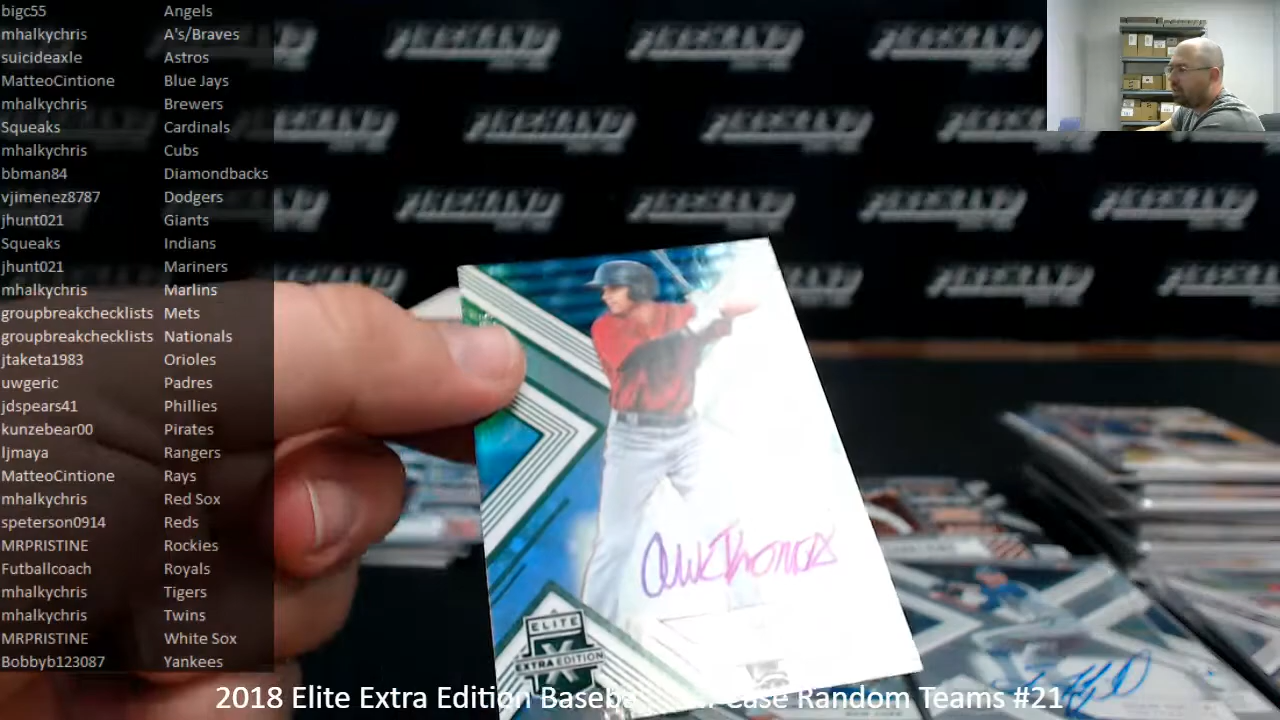 bigc55 Angels
mhalkychris A's/Braves
suicideaxle Astros
MatteoCintione Blue Jays
mhalkychris Brewers
Squeaks Cardinals
mhalkychris Cubs
bbman84 Diamondbacks
vjimenez8787 Dodgers
jhunt021 Giants
Squeaks Indians
jhunt021 Mariners
mhalkychris Marlins
groupbreakchecklists Mets
groupbreakchecklists Nationals
jtaketa1983 Orioles
uwgeric Padres
jdspears41 Phillies
kunzebear00 Pirates
ljmaya Rangers
MatteoCintione Rays
mhalkychris Red Sox
speterson0914 Reds
MRPRISTINE Rockies
Futballcoach Royals
mhalkychris Tigers
mhalkychris Twins
MRPRISTINE White Sox
Bobbyb123087 Yankees
ELITE
X
EXTRA EDITION
2018 Elite Extra Edition Case Random Teams #21